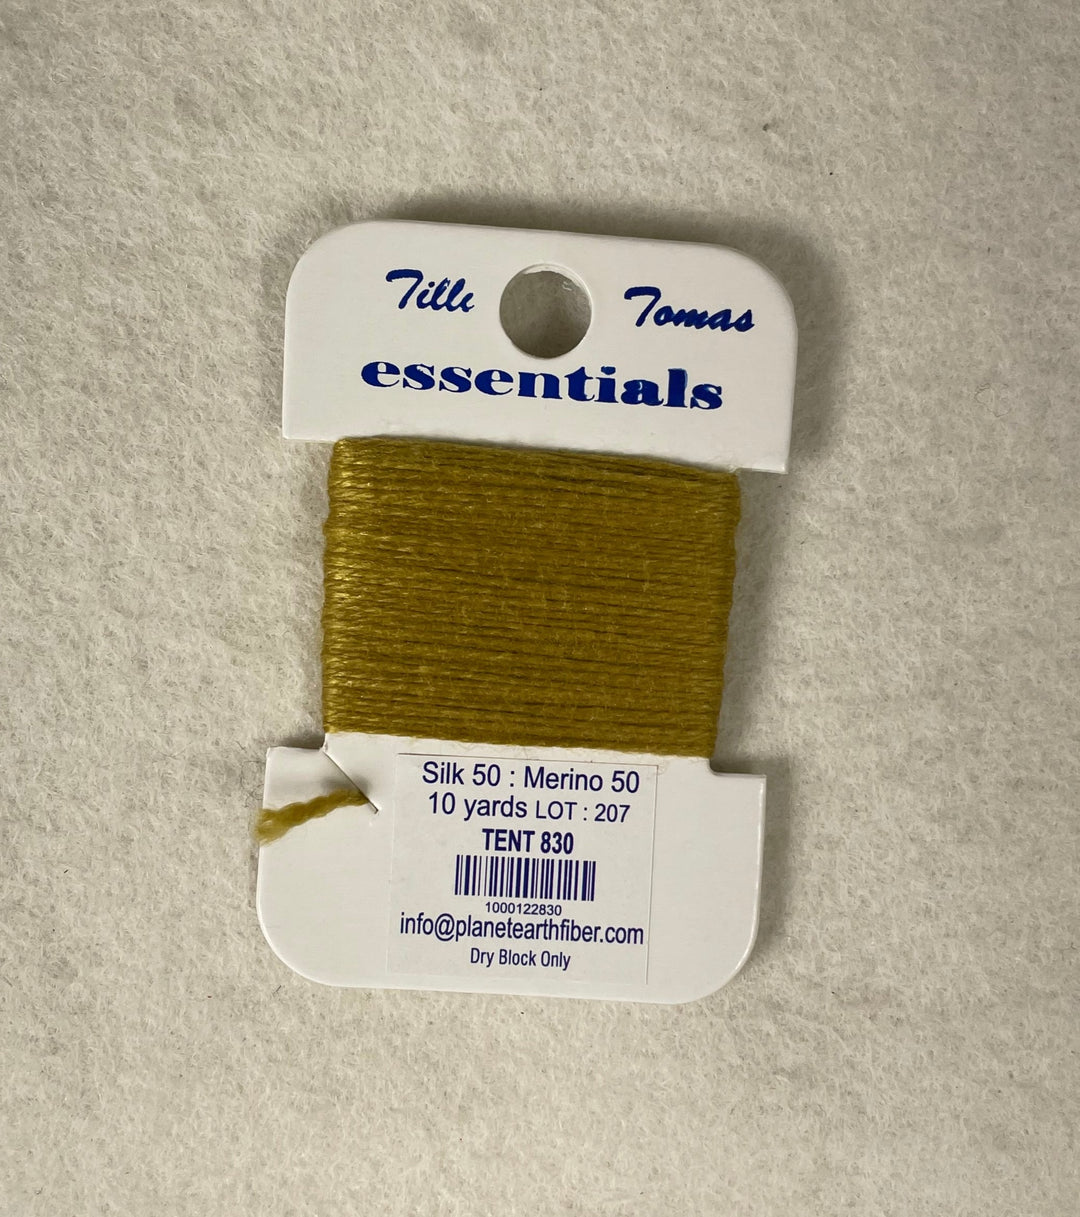 Tilli Tomas
essentials
Silk 50 : Merino 50
10 yards LOT : 207
TENT 830
1000122830
info@planetearthfiber.com
Dry Block Only